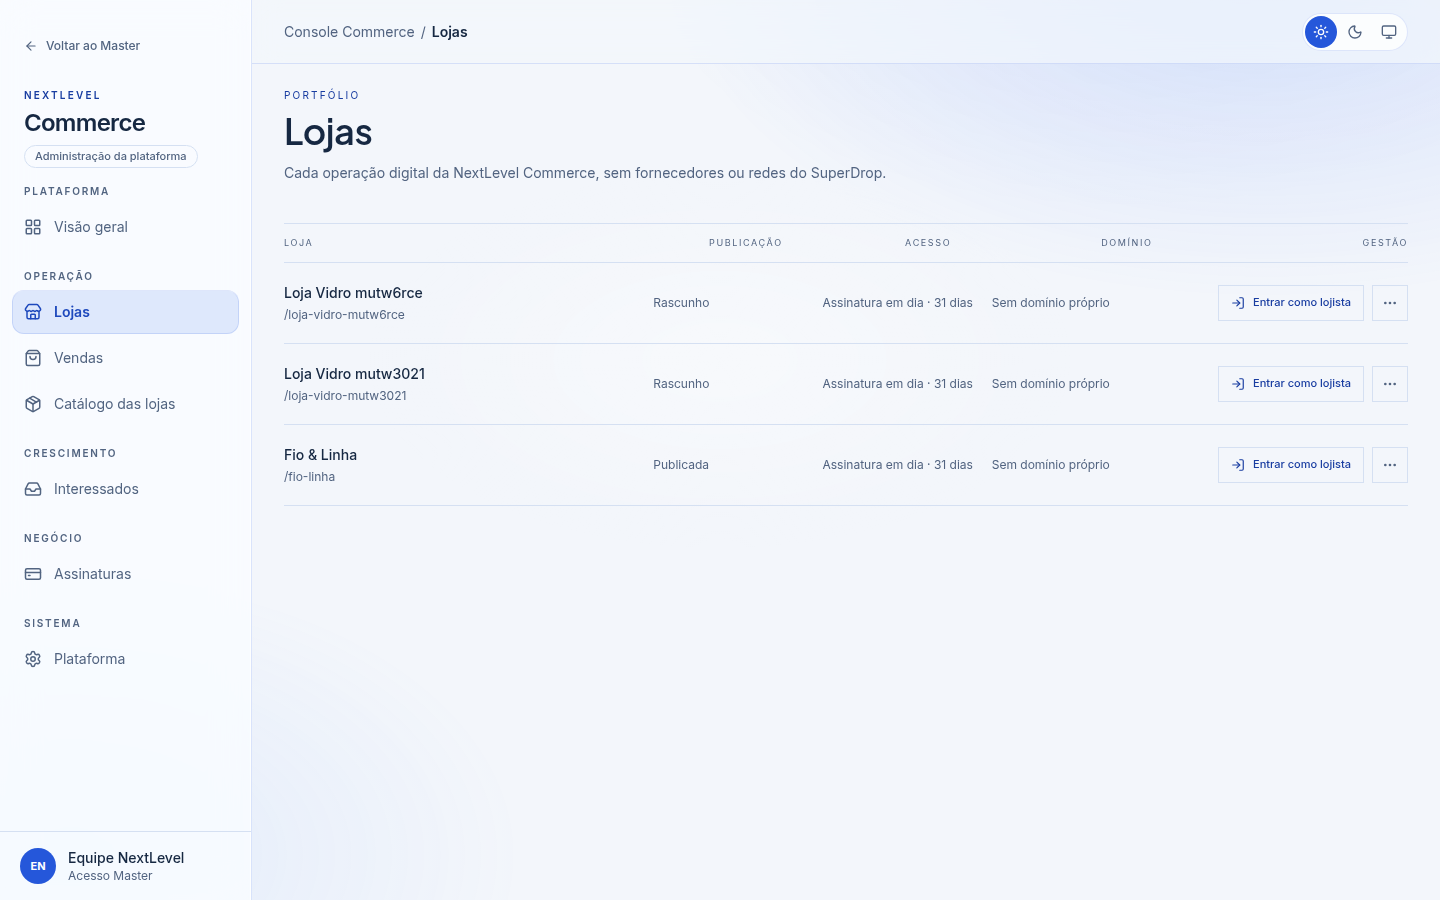 Voltar ao Master
NEXTLEVEL
Commerce
Administração da plataforma
PLATAFORMA
Visão geral
OPERAÇÃO
Lojas
Vendas
Catálogo das lojas
CRESCIMENTO
Interessados
NEGÓCIO
Assinaturas
SISTEMA
Plataforma
EN
Equipe NextLevel
Acesso Master
Console Commerce / Lojas
PORTFÓLIO
Lojas
Cada operação digital da NextLevel Commerce, sem fornecedores ou redes do SuperDrop.
LOJA PUBLICAÇÃO ACESSO DOMÍNIO GESTÃO
Loja Vidro mutw6rce
/loja-vidro-mutw6rce
Rascunho Assinatura em dia · 31 dias Sem domínio próprio Entrar como lojista
Loja Vidro mutw3021
/loja-vidro-mutw3021
Rascunho Assinatura em dia · 31 dias Sem domínio próprio Entrar como lojista
Fio & Linha
/fio-linha
Publicada Assinatura em dia · 31 dias Sem domínio próprio Entrar como lojista